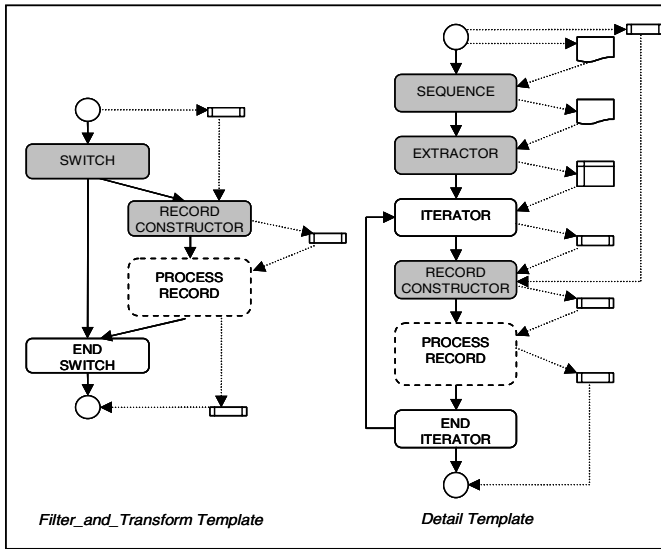 SWITCH
RECORD
CONSTRUCTOR
PROCESS
RECORD
END
SWITCH
Filter_and_Transform Template
SEQUENCE
EXTRACTOR
ITERATOR
RECORD
CONSTRUCTOR
PROCESS
RECORD
END
ITERATOR
Detail Template